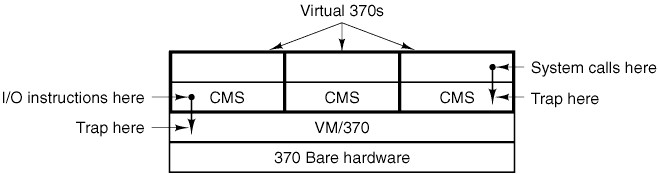 Virtual 370s
System calls here
I/O instructions here
CMS
CMS
CMS
Trap here
Trap here
VM/370
370 Bare hardware